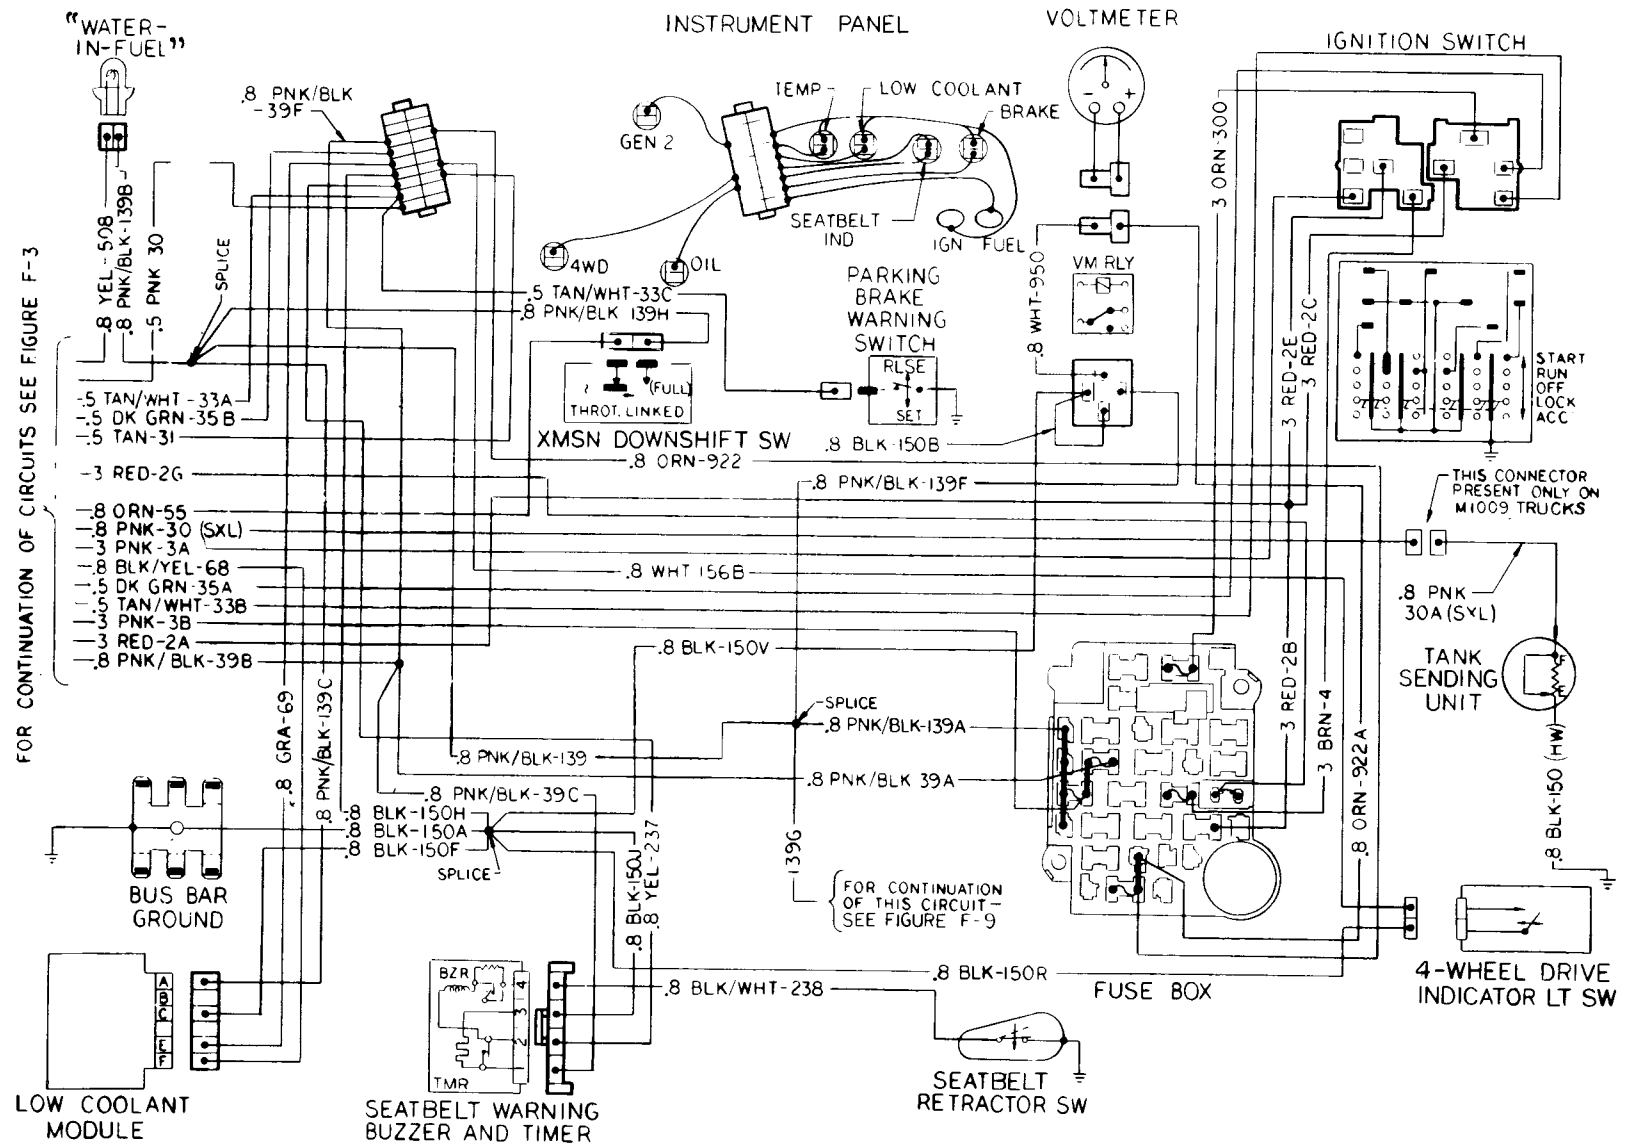 "WATER-
IN-FUEL"
INSTRUMENT PANEL
VOLTMETER
IGNITION SWITCH
.8 PNK/BLK
-39F
GEN 2
TEMP-
LOW COOLANT
BRAKE
SEATBELT
IND
IGN
FUEL
4WD
OIL
- +
3 ORN-300
.8 YEL-508
.8 PNK/BLK-139B
.5 PNK 30
SPLICE
FOR CONTINUATION OF CIRCUITS SEE FIGURE F-3
.5 TAN/WHT-33C
.8 PNK/BLK 139H
PARKING
BRAKE
WARNING
SWITCH
RLSE
SET
VM RLY
.8 WHT-950
3 RED-2E
3 RED-2C
START
RUN
OFF
LOCK
ACC
(FULL)
THROT. LINKED
XMSN DOWNSHIFT SW
.8 BLK-150B
.5 TAN/WHT-33A
.5 DK GRN-35B
.5 TAN-31
3 RED-2G
.8 ORN-55
.8 PNK-30 (SXL)
3 PNK-3A
.8 BLK/YEL-68
.5 DK GRN-35A
.5 TAN/WHT-33B
3 PNK-3B
3 RED-2A
.8 PNK/BLK-39B
.8 ORN-922
.8 PNK/BLK-139F
.8 WHT 156B
.8 BLK-150V
THIS CONNECTOR
PRESENT ONLY ON
M1009 TRUCKS
.8 PNK
30A(SXL)
TANK
SENDING
UNIT
F
E
.8 BLK-150 (HW)
3 RED-2B
3 BRN-4
.8 ORN-922A
.8 GRA-69
.8 PNK/BLK-139C
SPLICE
.8 PNK/BLK-139A
.8 PNK/BLK-139
.8 PNK/BLK 39A
.8 PNK/BLK-39C
.8 BLK-150H
.8 BLK-150A
.8 BLK-150F
SPLICE
.8 BLK-150J
.8 YEL-237
139G
FOR CONTINUATION
OF THIS CIRCUIT-
SEE FIGURE F-9
BUS BAR
GROUND
FUSE BOX
.8 BLK-150R
.8 BLK/WHT-238
4-WHEEL DRIVE
INDICATOR LT SW
A
B
C
E
F
LOW COOLANT
MODULE
BZR
TMR
4
3
2
1
SEATBELT WARNING
BUZZER AND TIMER
SEATBELT
RETRACTOR SW